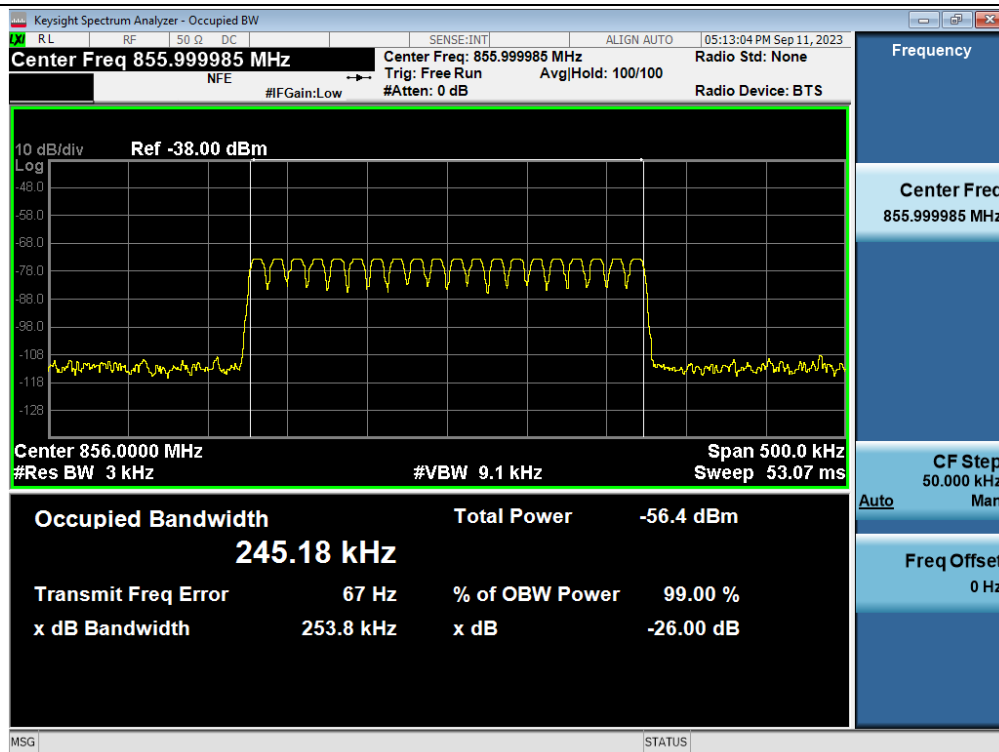 Keysight Spectrum Analyzer - Occupied BW
LXI RL RF 50 Ω DC SENSE:INT ALIGN AUTO 05:13:04 PM Sep 11, 2023
Center Freq 855.999985 MHz
NFE
#IFGain:Low
Center Freq: 855.999985 MHz
Trig: Free Run Avg|Hold: 100/100
#Atten: 0 dB
Radio Std: None
Radio Device: BTS
10 dB/div Ref -38.00 dBm
Log
-48.0
-58.0
-68.0
-78.0
-88.0
-98.0
-108
-118
-128
Center 856.0000 MHz Span 500.0 kHz
#Res BW 3 kHz #VBW 9.1 kHz Sweep 53.07 ms
Occupied Bandwidth Total Power -56.4 dBm
245.18 kHz
Transmit Freq Error 67 Hz % of OBW Power 99.00 %
x dB Bandwidth 253.8 kHz x dB -26.00 dB
MSG STATUS
Frequency
Center Freq
855.999985 MHz
CF Step
50.000 kHz
Auto Man
Freq Offset
0 Hz